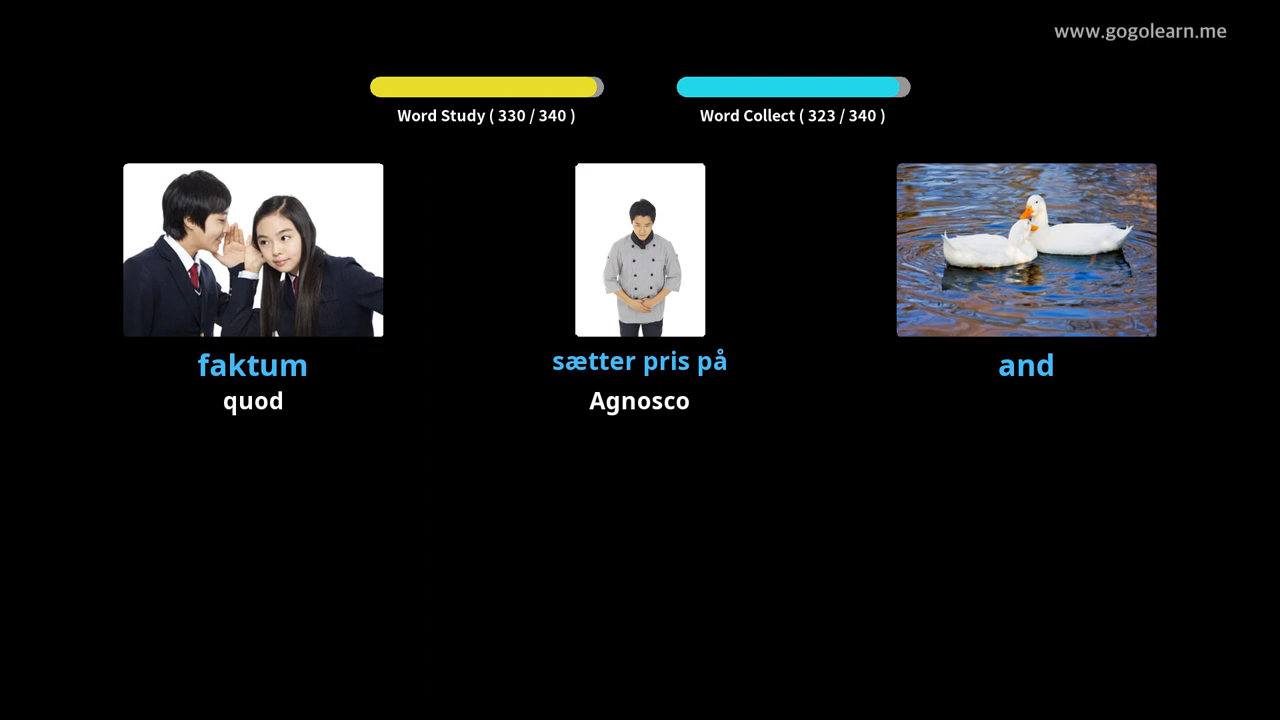 www.gogolearn.me
Word Study ( 330 / 340 )
Word Collect ( 323 / 340 )
faktum
quod
sætter pris på
Agnosco
and